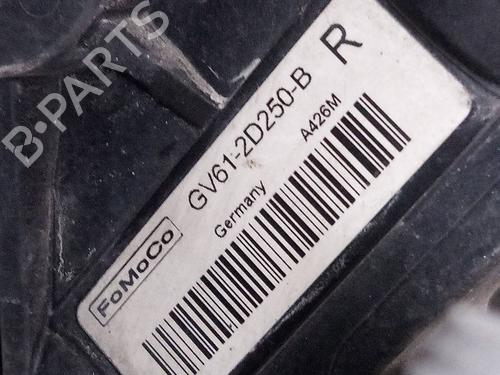 B-PARTS
FoMoCo GV61-2D250-B R
Germany A426M